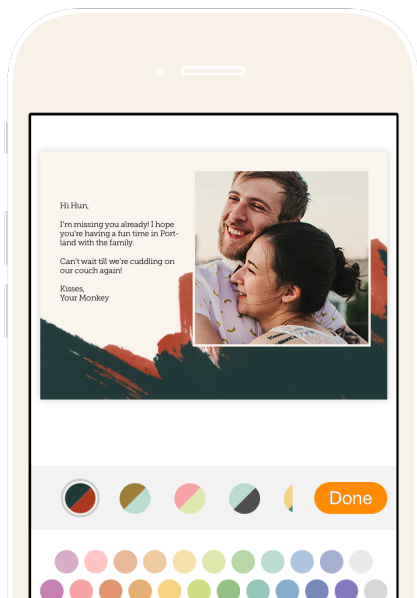 Hi Hun,
I'm missing you already! I hope
you're having a fun time in Port-
land with the family.
Can't wait till we're cuddling on
our couch again!
Kisses,
Your Monkey
Done